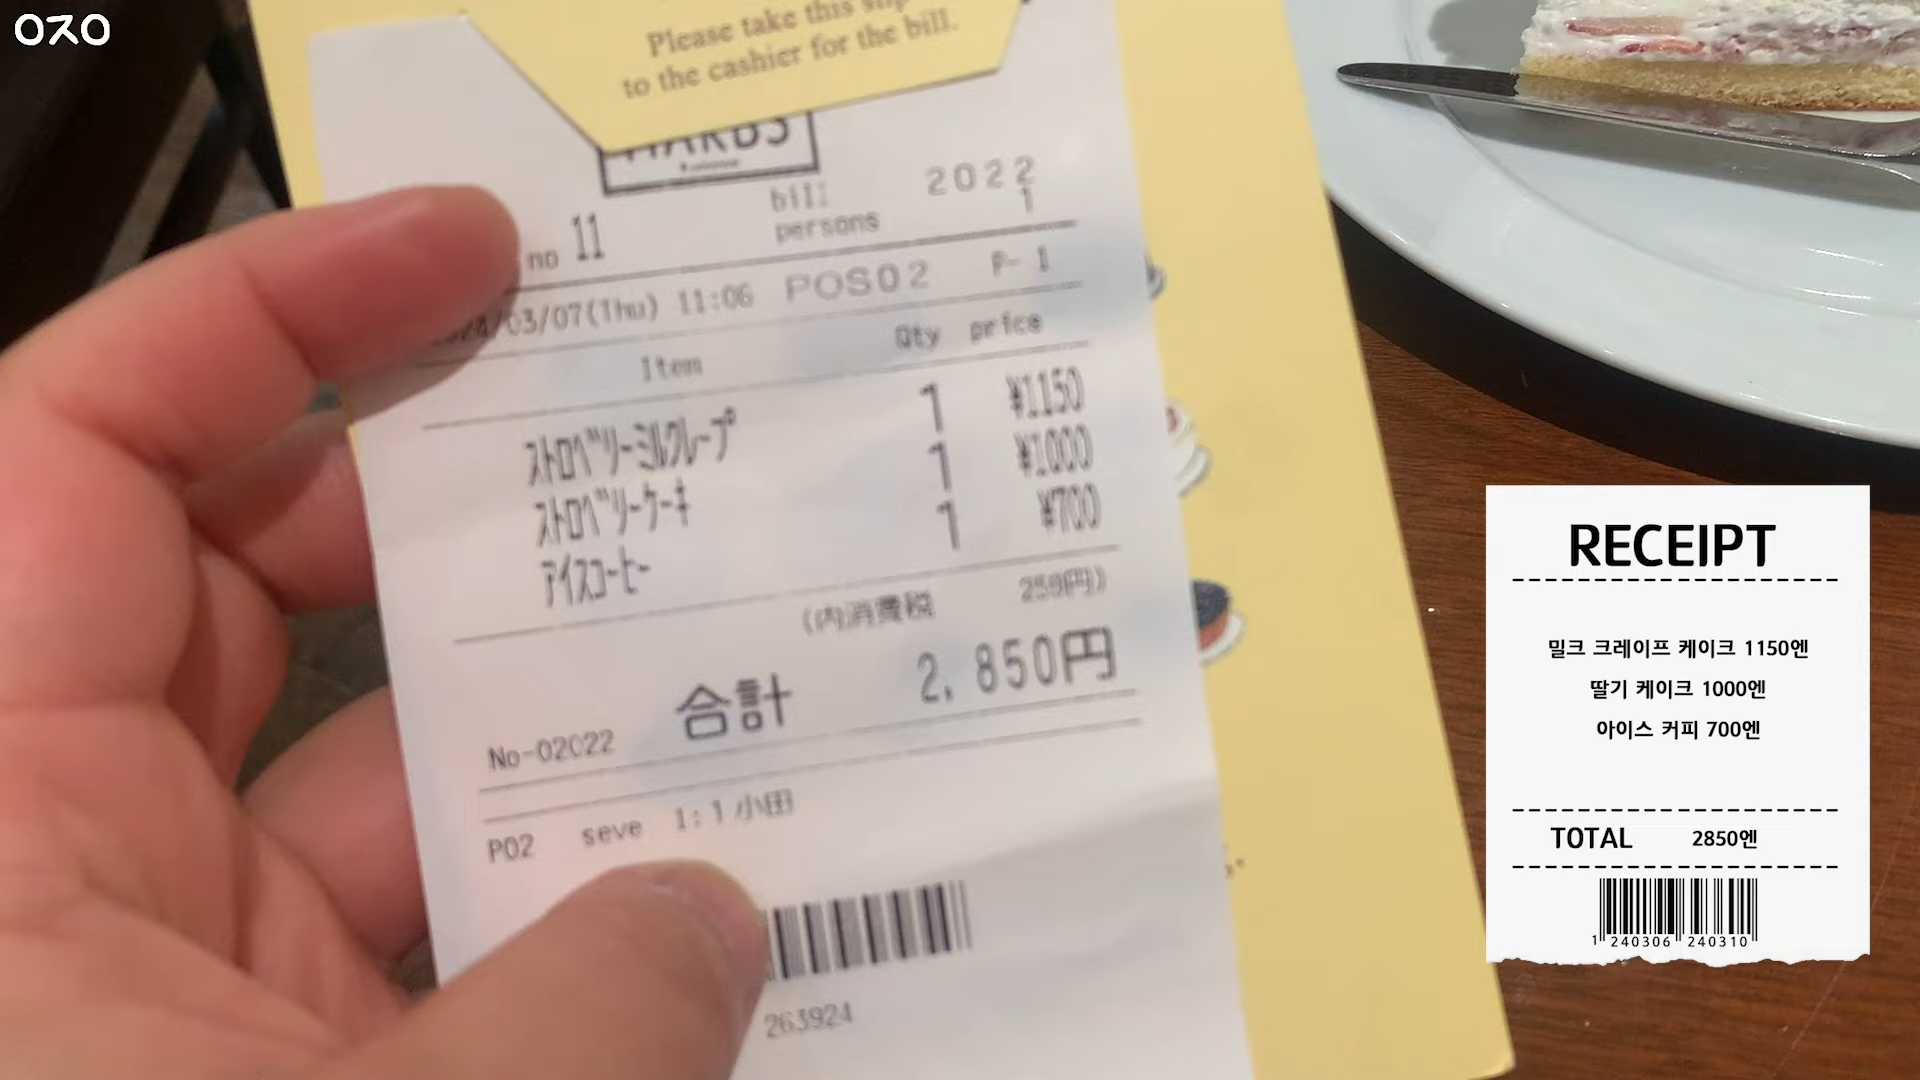 OZO
Please take this slip
to the cashier for the bill.
HARBS
bill 2022
persons 1
no 11
/03/07(Thu) 11:06 POS02 P- 1
Item Qty price
ストロベリーミルクレープ 1 ¥1150
ストロベリーケーキ 1 ¥1000
アイスコーヒー 1 ¥700
(内消費税 259円)
合計 2,850円
No-02022
P02 seve 1:1 小田
263924
RECEIPT
밀크 크레이프 케이크 1150엔
딸기 케이크 1000엔
아이스 커피 700엔
TOTAL 2850엔
1 240306 240310